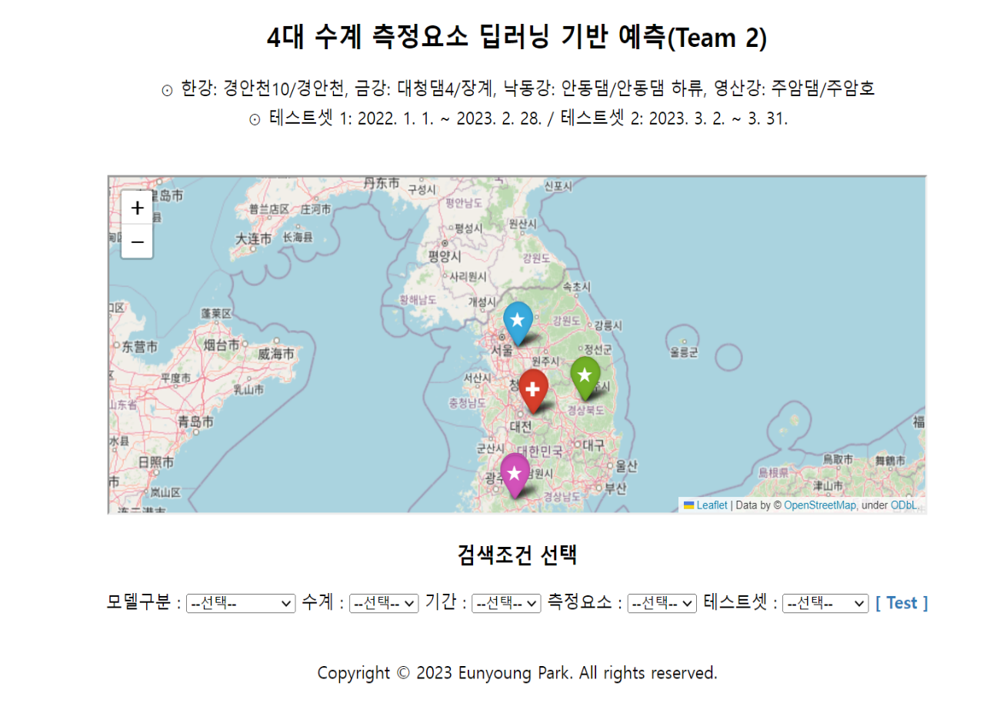 4대 수계 측정요소 딥러닝 기반 예측(Team 2)
⊙ 한강: 경안천10/경안천, 금강: 대청댐4/장계, 낙동강: 안동댐/안동댐 하류, 영산강: 주암댐/주암호
⊙ 테스트셋 1: 2022. 1. 1. ~ 2023. 2. 28. / 테스트셋 2: 2023. 3. 2. ~ 3. 31.
丹东市
구성시
신포시
皇岛市
평안남도
普兰店区
庄河市
+
평성시
원산시
大连市
长海县
−
평양시
강원도
사리원시
속초시
황해남도
개성시
蓬莱区
강원도
강릉시
东营市
烟台市
威海市
서울
정선군
울릉군
원주시
平度市
서산시
乳山市
山东省
충청남도
경상북도
青岛市
대전
福
군산시
대한민국
대구
日照市
울산
鳥取市
舞鶴市
島根県
岚山区
부산
津山市
경상남도
Leaflet | Data by © OpenStreetMap, under ODbL.
검색조건 선택
모델구분 : --선택-- 수계 : --선택-- 기간 : --선택-- 측정요소 : --선택-- 테스트셋 : --선택-- [ Test ]
Copyright © 2023 Eunyoung Park. All rights reserved.